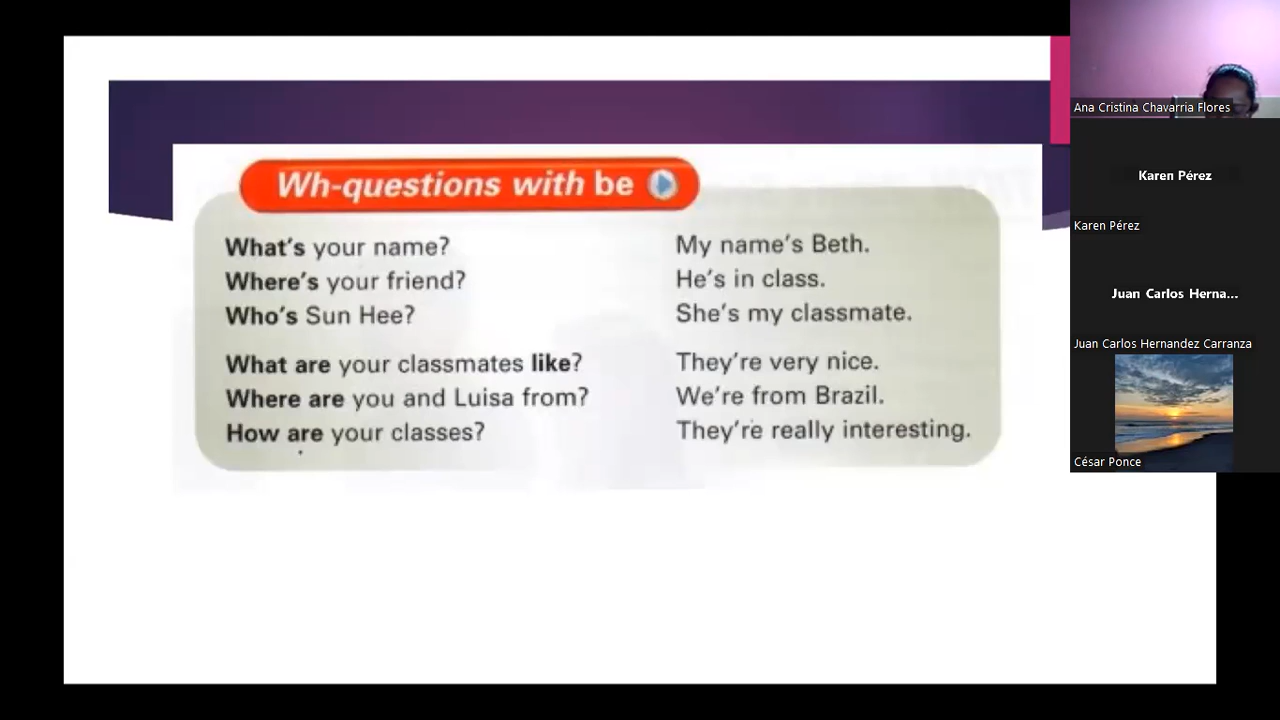 Wh-questions with be
What's your name? My name's Beth.
Where's your friend? He's in class.
Who's Sun Hee? She's my classmate.
What are your classmates like? They're very nice.
Where are you and Luisa from? We're from Brazil.
How are your classes? They're really interesting.
Ana Cristina Chavarria Flores
Karen Pérez
Karen Pérez
Juan Carlos Herna...
Juan Carlos Hernandez Carranza
César Ponce